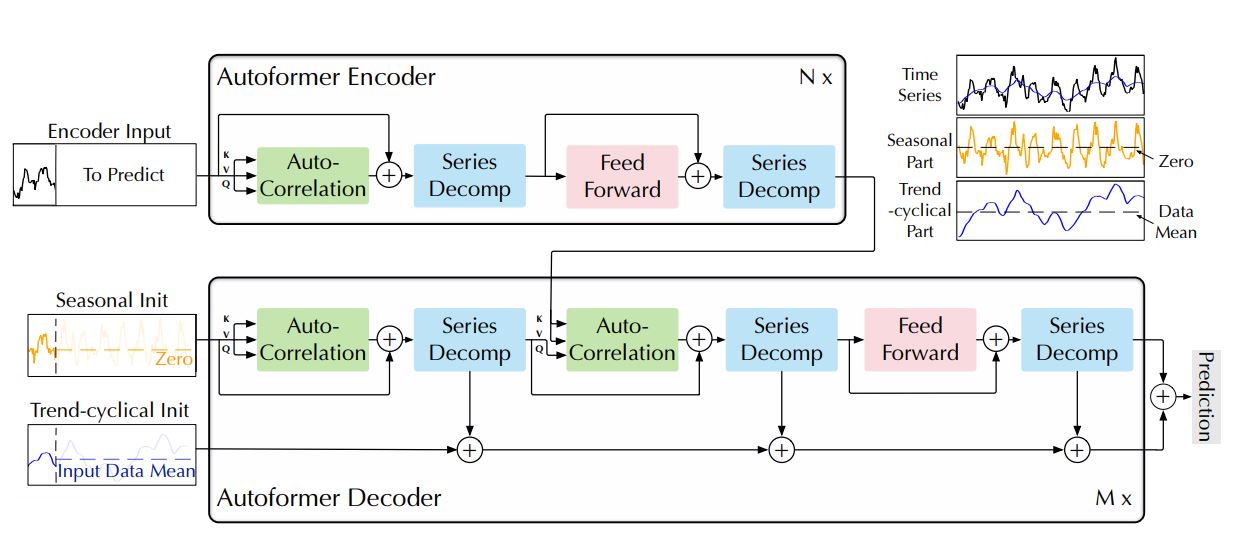 Autoformer Encoder
N x
Encoder Input
To Predict
K
V
Q
Auto-
Correlation
+
Series
Decomp
Feed
Forward
+
Series
Decomp
Time
Series
Seasonal
Part
Zero
Trend
-cyclical
Part
Data
Mean
Seasonal Init
Zero
K
V
Q
Auto-
Correlation
+
Series
Decomp
K
V
Q
Auto-
Correlation
+
Series
Decomp
Feed
Forward
+
Series
Decomp
+
Prediction
Trend-cyclical Init
Input Data Mean
+
+
+
Autoformer Decoder
M x